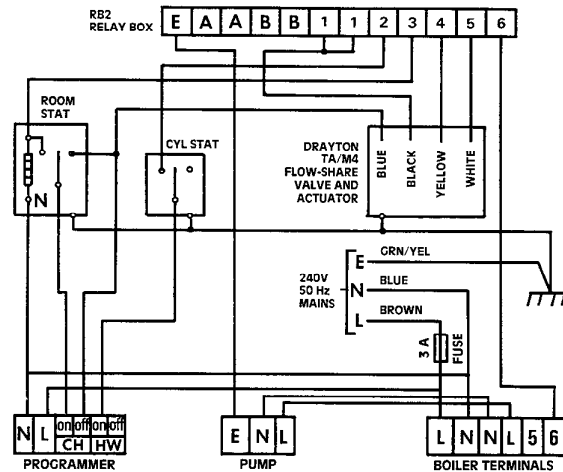 RB2
RELAY BOX
E A A B B 1 1 2 3 4 5 6
ROOM
STAT
N
CYL STAT
DRAYTON
TA/M4
FLOW-SHARE
VALVE AND
ACTUATOR
BLUE
BLACK
YELLOW
WHITE
240V
50 Hz
MAINS
E GRN/YEL
N BLUE
L BROWN
3 A
FUSE
N L on off on off
CH HW
PROGRAMMER
E N L
PUMP
L N N L 5 6
BOILER TERMINALS